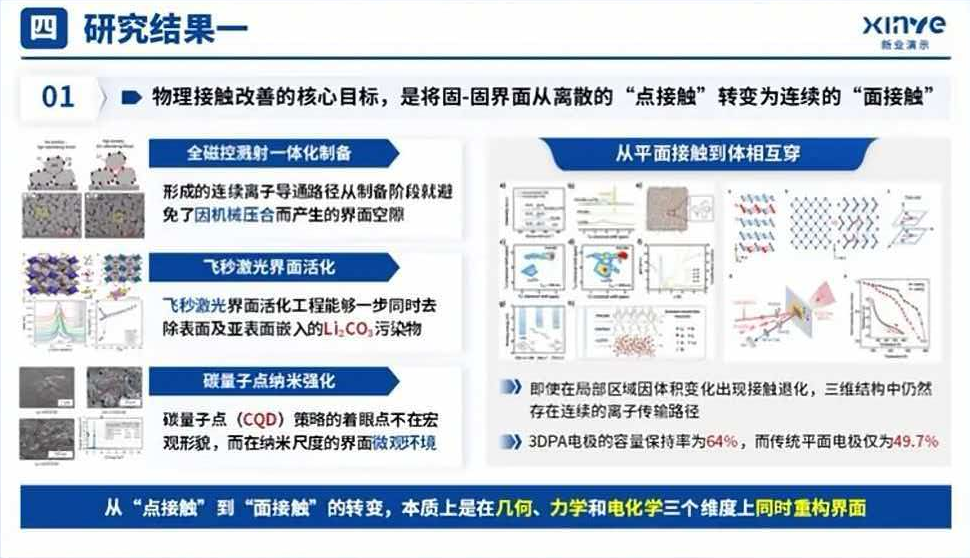 四 研究结果一
xinye
新业演示
01
物理接触改善的核心目标，是将固-固界面从离散的“点接触”转变为连续的“面接触”
全磁控溅射一体化制备
形成的连续离子导通路径从制备阶段就避
免了因机械压合而产生的界面空隙
飞秒激光界面活化
飞秒激光界面活化工程能够一步同时去
除表面及亚表面嵌入的Li₂CO₃污染物
碳量子点纳米强化
碳量子点（CQD）策略的着眼点不在宏
观形貌，而在纳米尺度的界面微观环境
从平面接触到体相互穿
即使在局部区域因体积变化出现接触退化，三维结构中仍然
存在连续的离子传输路径
3DPA电极的容量保持率为64%，而传统平面电极仅为49.7%
从“点接触”到“面接触”的转变，本质上是在几何、力学和电化学三个维度上同时重构界面